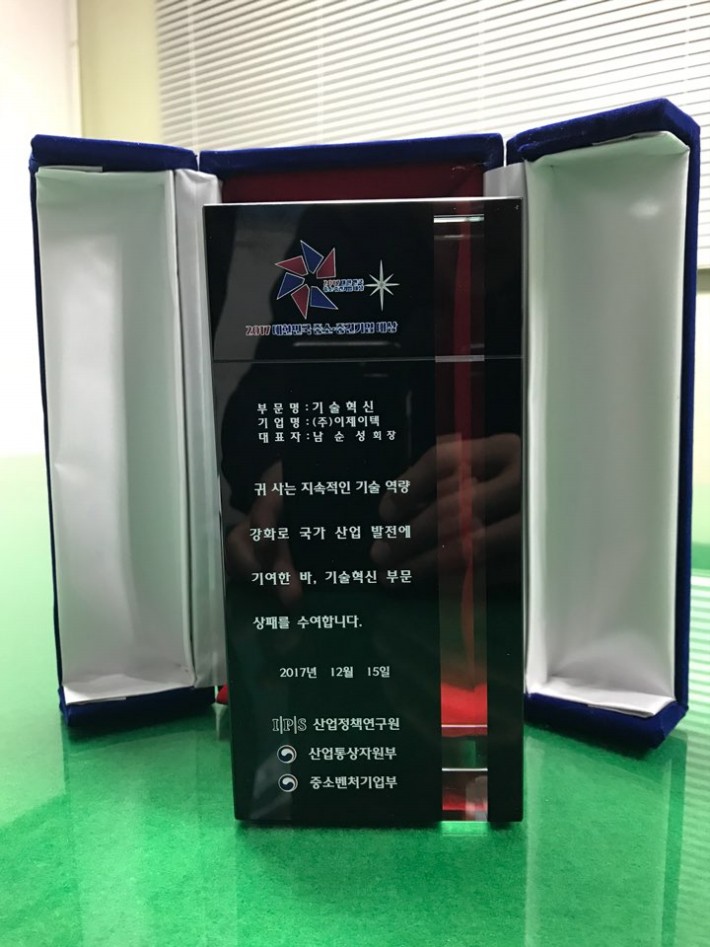 2017 대한민국 중소·중견기업 대상
부문명 : 기술혁신
기업명 : (주)이제이텍
대표자 : 남 순 성 회장
귀 사는 지속적인 기술 역량
강화로 국가 산업 발전에
기여한 바, 기술혁신 부문
상패를 수여합니다.
2017년 12월 15일
I|P|S 산업정책연구원
산업통상자원부
중소벤처기업부